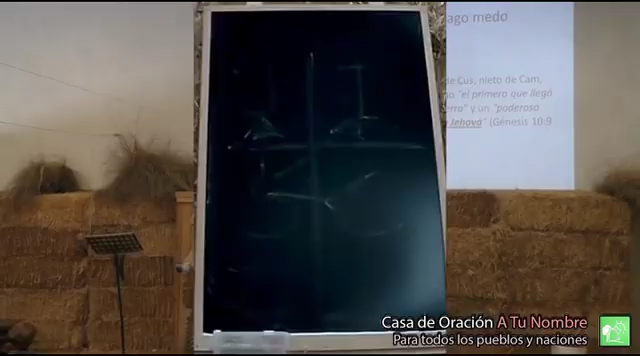 ago medo
de Cus, nieto de Cam,
"el primero que llegó
erra" y un "poderoso
Jehová" (Génesis 10:9
Casa de Oración A Tu Nombre
Para todos los pueblos y naciones